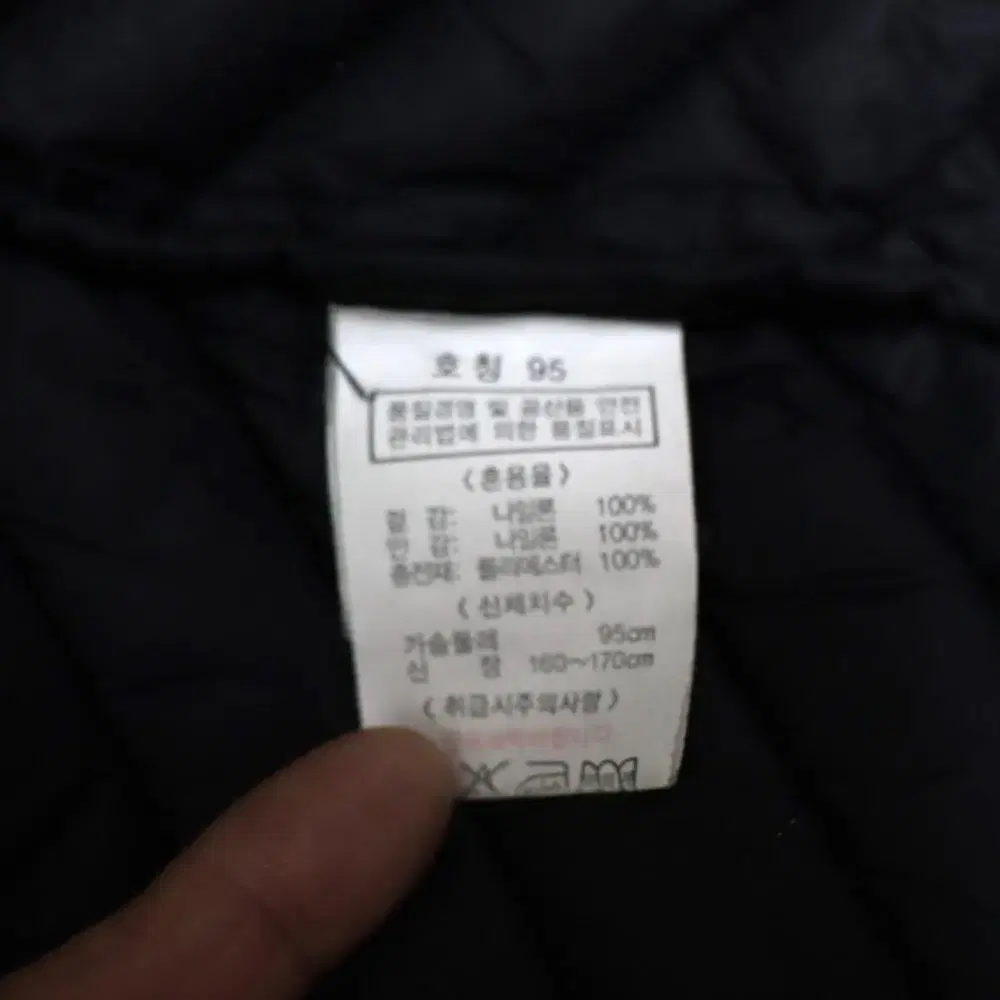 호칭 95
품질경영 및 공산품 안전
관리법에 의한 품질표시
〈 혼용율 〉
겉 감: 나일론 100%
안 감: 나일론 100%
충전재: 폴리에스터 100%
〈 신체치수 〉
가슴둘레 95cm
신 장 160~170cm
〈 취급시주의사항 〉